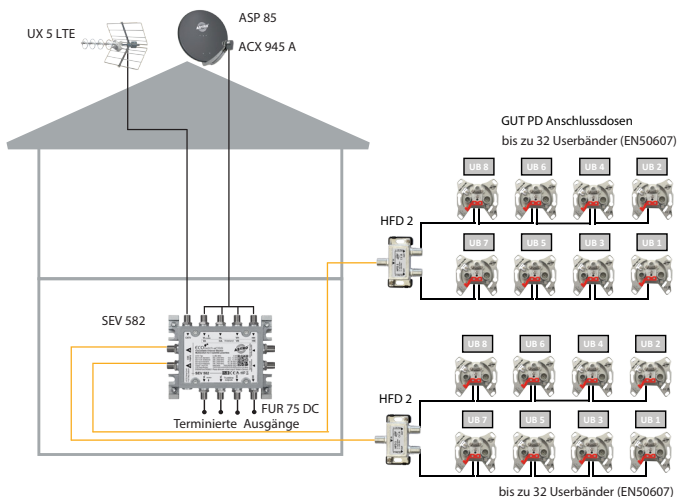 ASP 85
UX 5 LTE
ACX 945 A
GUT PD Anschlussdosen
bis zu 32 Userbänder (EN50607)
UB 8
UB 6
UB 4
UB 2
HFD 2
UB 7
UB 5
UB 3
UB 1
SEV 582
FUR 75 DC
Terminierte Ausgänge
UB 8
UB 6
UB 4
UB 2
HFD 2
UB 7
UB 5
UB 3
UB 1
bis zu 32 Userbänder (EN50607)